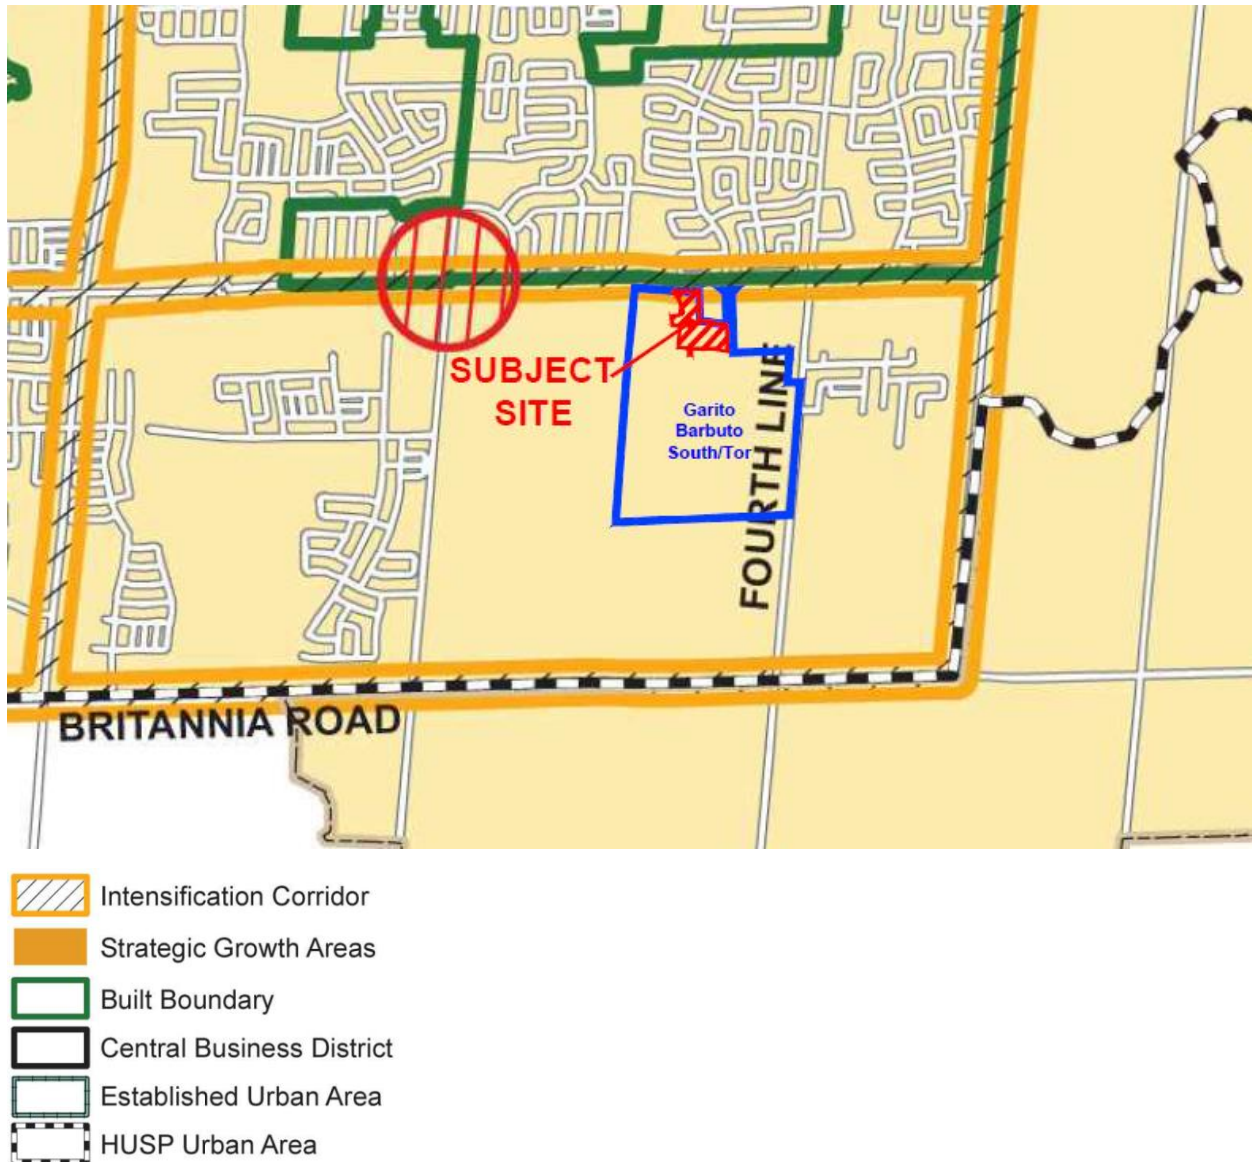 SUBJECT
SITE
Garito
Barbuto
South/Tor
FOURTH LINE
BRITANNIA ROAD
Intensification Corridor
Strategic Growth Areas
Built Boundary
Central Business District
Established Urban Area
HUSP Urban Area